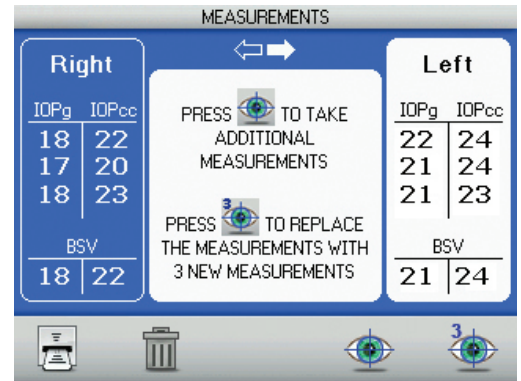 MEASUREMENTS
Right
IOPg IOPcc
18 22
17 20
18 23
BSV
18 22
PRESS TO TAKE
ADDITIONAL
MEASUREMENTS
PRESS 3 TO REPLACE
THE MEASUREMENTS WITH
3 NEW MEASUREMENTS
Left
IOPg IOPcc
22 24
21 24
21 23
BSV
21 24
3